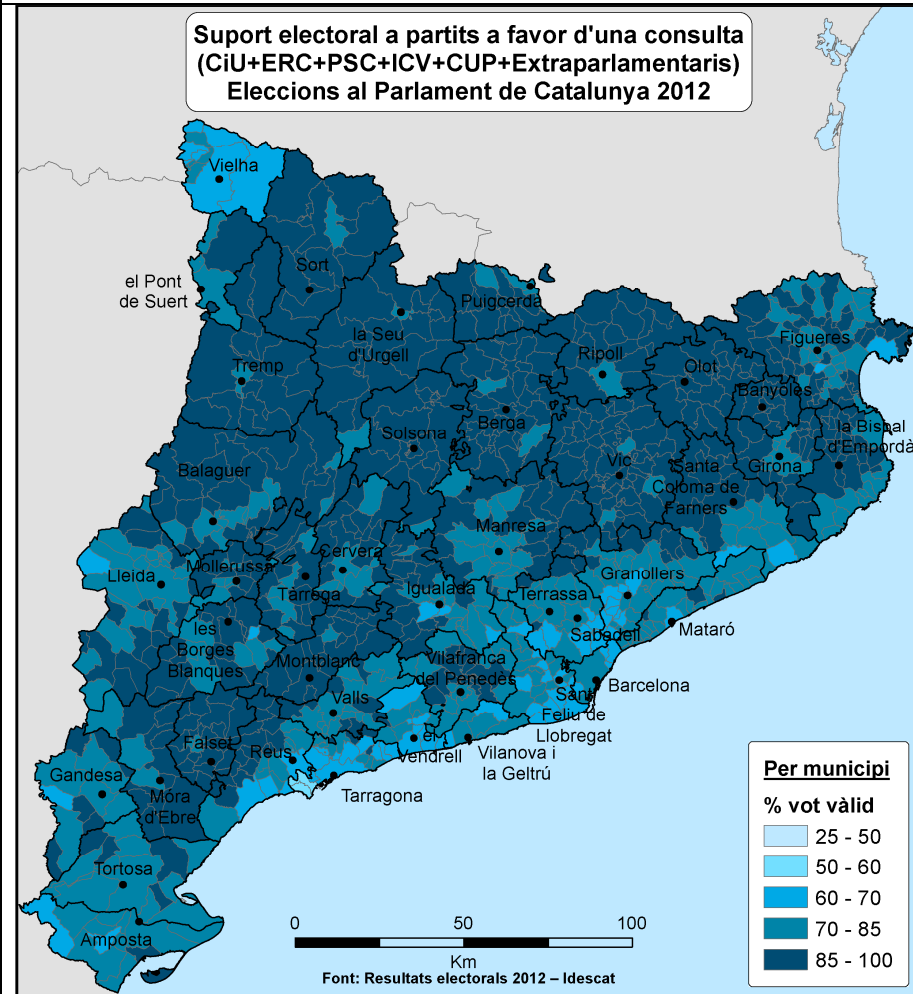 Suport electoral a partits a favor d'una consulta
(CiU+ERC+PSC+ICV+CUP+Extraparlamentaris)
Eleccions al Parlament de Catalunya 2012
Vielha
Sort
el Pont
de Suert
Puigcerdà
la Seu
d'Urgell
Figueres
Ripoll
Olot
Tremp
Banyoles
Berga
la Bisbal
d'Empordà
Solsona
Vic
Girona
Santa
Coloma de
Farners
Balaguer
Manresa
Cervera
Mollerussa
Lleida
Granollers
Igualada
Tàrrega
Terrassa
Sabadell
Mataró
les
Borges
Blanques
Montblanc
Vilafranca
del Penedès
Barcelona
Sant
Feliu de
Llobregat
Valls
el
Vendrell
Vilanova i
la Geltrú
Falset
Reus
Tarragona
Gandesa
Móra
d'Ebre
Tortosa
Amposta
0 50 100
Km
Font: Resultats electorals 2012 – Idescat
Per municipi
% vot vàlid
25 - 50
50 - 60
60 - 70
70 - 85
85 - 100